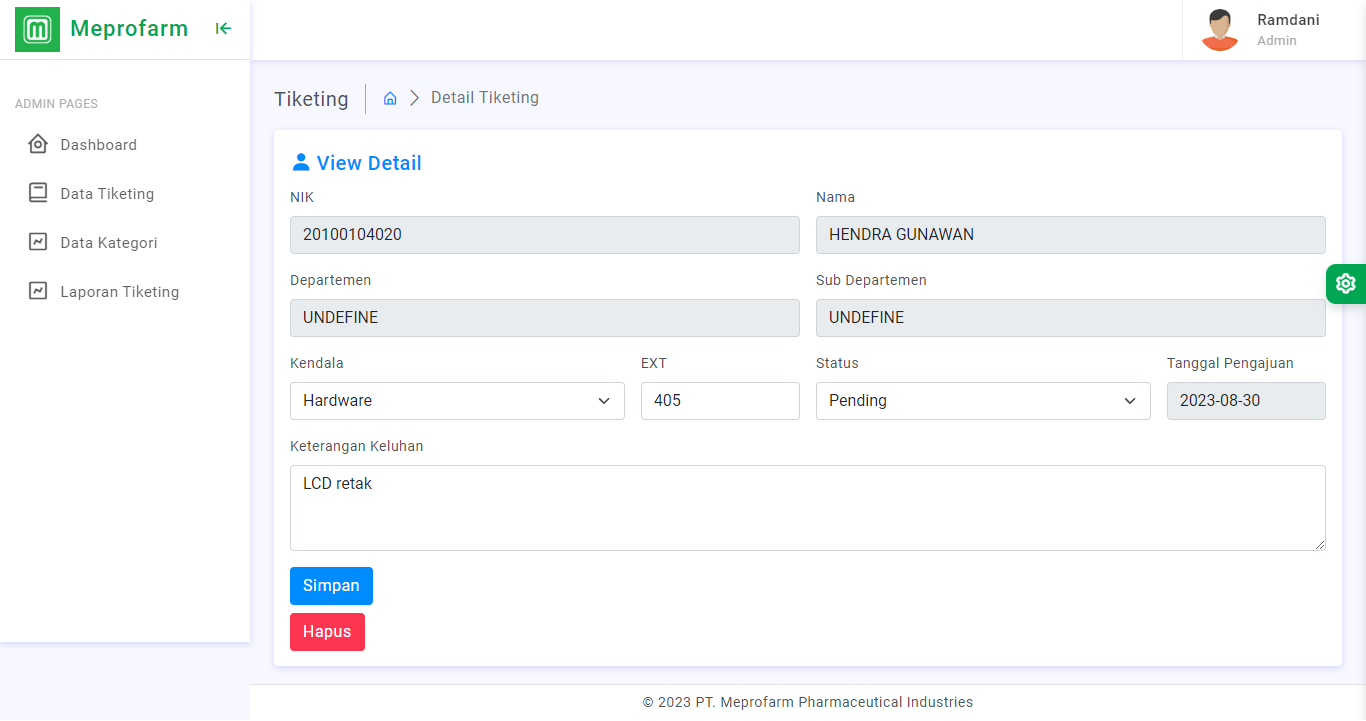 Meprofarm
Ramdani
Admin
ADMIN PAGES
Dashboard
Data Tiketing
Data Kategori
Laporan Tiketing
Tiketing
Detail Tiketing
View Detail
NIK
Nama
20100104020
HENDRA GUNAWAN
Departemen
Sub Departemen
UNDEFINE
UNDEFINE
Kendala
EXT
Status
Tanggal Pengajuan
Hardware
405
Pending
2023-08-30
Keterangan Keluhan
LCD retak
Simpan
Hapus
© 2023 PT. Meprofarm Pharmaceutical Industries